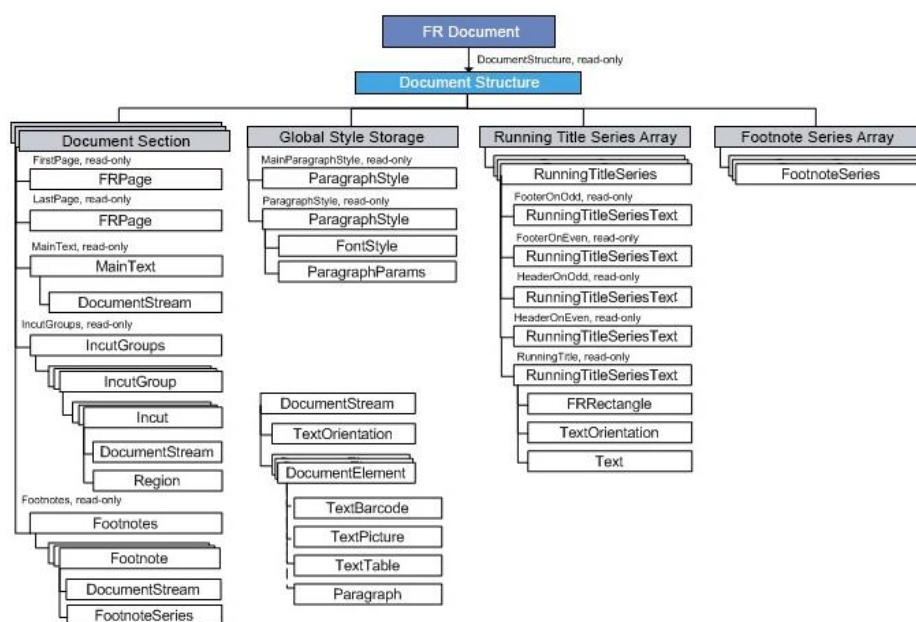 FR Document
DocumentStructure, read-only
Document Structure
Document Section
FirstPage, read-only
FRPage
LastPage, read-only
FRPage
MainText, read-only
MainText
DocumentStream
IncutGroups, read-only
IncutGroups
IncutGroup
Incut
DocumentStream
Region
Footnotes, read-only
Footnotes
Footnote
DocumentStream
FootnoteSeries
Global Style Storage
MainParagraphStyle, read-only
ParagraphStyle
ParagraphStyle, read-only
ParagraphStyle
FontStyle
ParagraphParams
DocumentStream
TextOrientation
DocumentElement
TextBarcode
TextPicture
TextTable
Paragraph
Running Title Series Array
RunningTitleSeries
FooterOnOdd, read-only
RunningTitleSeriesText
FooterOnEven, read-only
RunningTitleSeriesText
HeaderOnOdd, read-only
RunningTitleSeriesText
HeaderOnEven, read-only
RunningTitleSeriesText
RunningTitle, read-only
RunningTitleSeriesText
FRRectangle
TextOrientation
Text
Footnote Series Array
FootnoteSeries